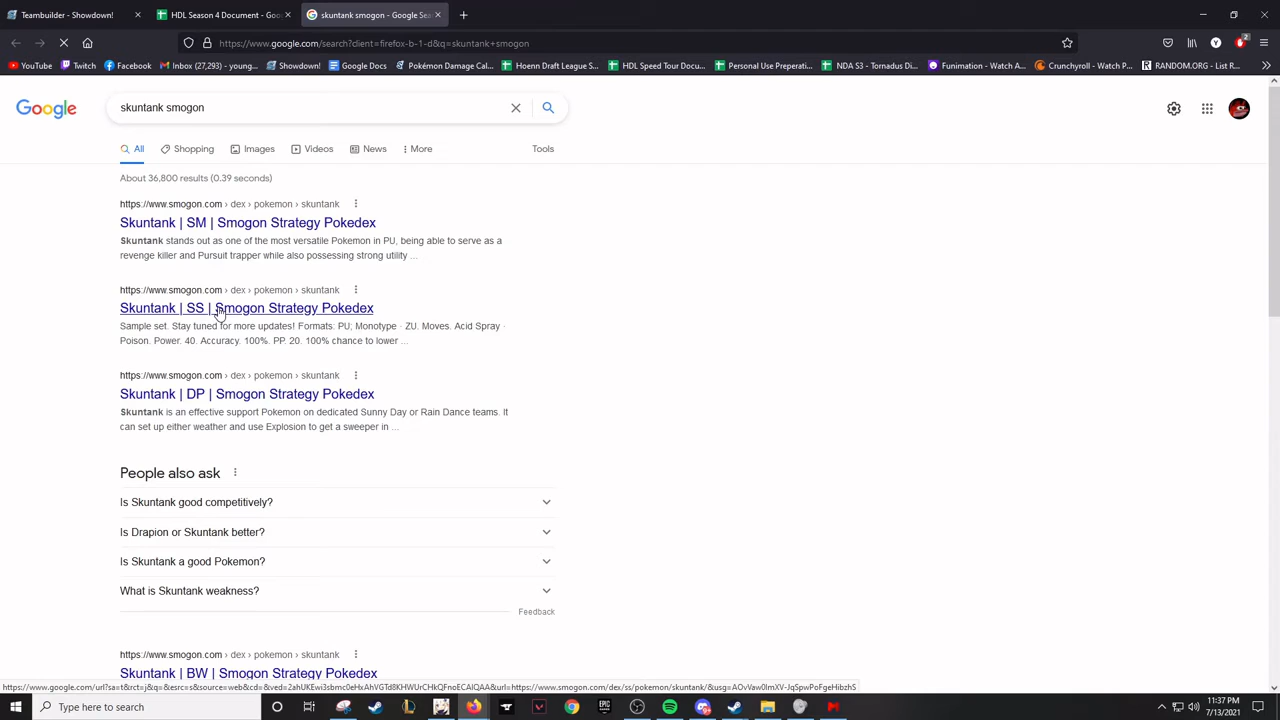 Teambuilder - Showdown!
HDL Season 4 Document - Google
skuntank smogon - Google Sea
https://www.google.com/search?client=firefox-b-1-d&q=skuntank+smogon
YouTube
Twitch
Facebook
Inbox (27,293) - young...
Showdown!
Google Docs
Pokémon Damage Cal...
Hoenn Draft League S...
HDL Speed Tour Docu...
Personal Use Preperati...
NDA S3 - Tornadus Di...
Funimation - Watch A...
Crunchyroll - Watch P...
RANDOM.ORG - List R...
Google
skuntank smogon
All
Shopping
Images
Videos
News
More
Tools
About 36,800 results (0.39 seconds)
https://www.smogon.com › dex › pokemon › skuntank
Skuntank | SM | Smogon Strategy Pokedex
Skuntank stands out as one of the most versatile Pokemon in PU, being able to serve as a
revenge killer and Pursuit trapper while also possessing strong utility ...
https://www.smogon.com › dex › pokemon › skuntank
Skuntank | SS | Smogon Strategy Pokedex
Sample set. Stay tuned for more updates! Formats. PU; Monotype · ZU. Moves. Acid Spray ·
Poison. Power. 40. Accuracy. 100%. PP. 20. 100% chance to lower ...
https://www.smogon.com › dex › pokemon › skuntank
Skuntank | DP | Smogon Strategy Pokedex
Skuntank is an effective support Pokemon on dedicated Sunny Day or Rain Dance teams. It
can set up either weather and use Explosion to get a sweeper in ...
People also ask
Is Skuntank good competitively?
Is Drapion or Skuntank better?
Is Skuntank a good Pokemon?
What is Skuntank weakness?
Feedback
https://www.smogon.com › dex › pokemon › skuntank
Skuntank | BW | Smogon Strategy Pokedex
Type here to search
11:37 PM
7/13/2021